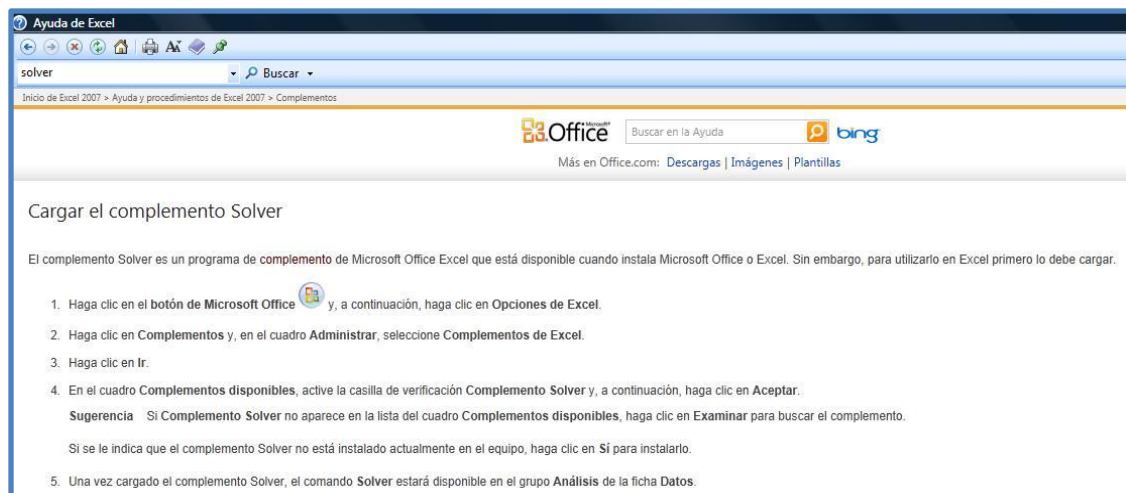 Ayuda de Excel
solver
Buscar
Inicio de Excel 2007 > Ayuda y procedimientos de Excel 2007 > Complementos
Microsoft®
Office
Buscar en la Ayuda
bing
Más en Office.com: Descargas | Imágenes | Plantillas
Cargar el complemento Solver
El complemento Solver es un programa de complemento de Microsoft Office Excel que está disponible cuando instala Microsoft Office o Excel. Sin embargo, para utilizarlo en Excel primero lo debe cargar.
1. Haga clic en el botón de Microsoft Office y, a continuación, haga clic en Opciones de Excel.
2. Haga clic en Complementos y, en el cuadro Administrar, seleccione Complementos de Excel.
3. Haga clic en Ir.
4. En el cuadro Complementos disponibles, active la casilla de verificación Complemento Solver y, a continuación, haga clic en Aceptar.
Sugerencia Si Complemento Solver no aparece en la lista del cuadro Complementos disponibles, haga clic en Examinar para buscar el complemento.
Si se le indica que el complemento Solver no está instalado actualmente en el equipo, haga clic en Sí para instalarlo.
5. Una vez cargado el complemento Solver, el comando Solver estará disponible en el grupo Análisis de la ficha Datos.